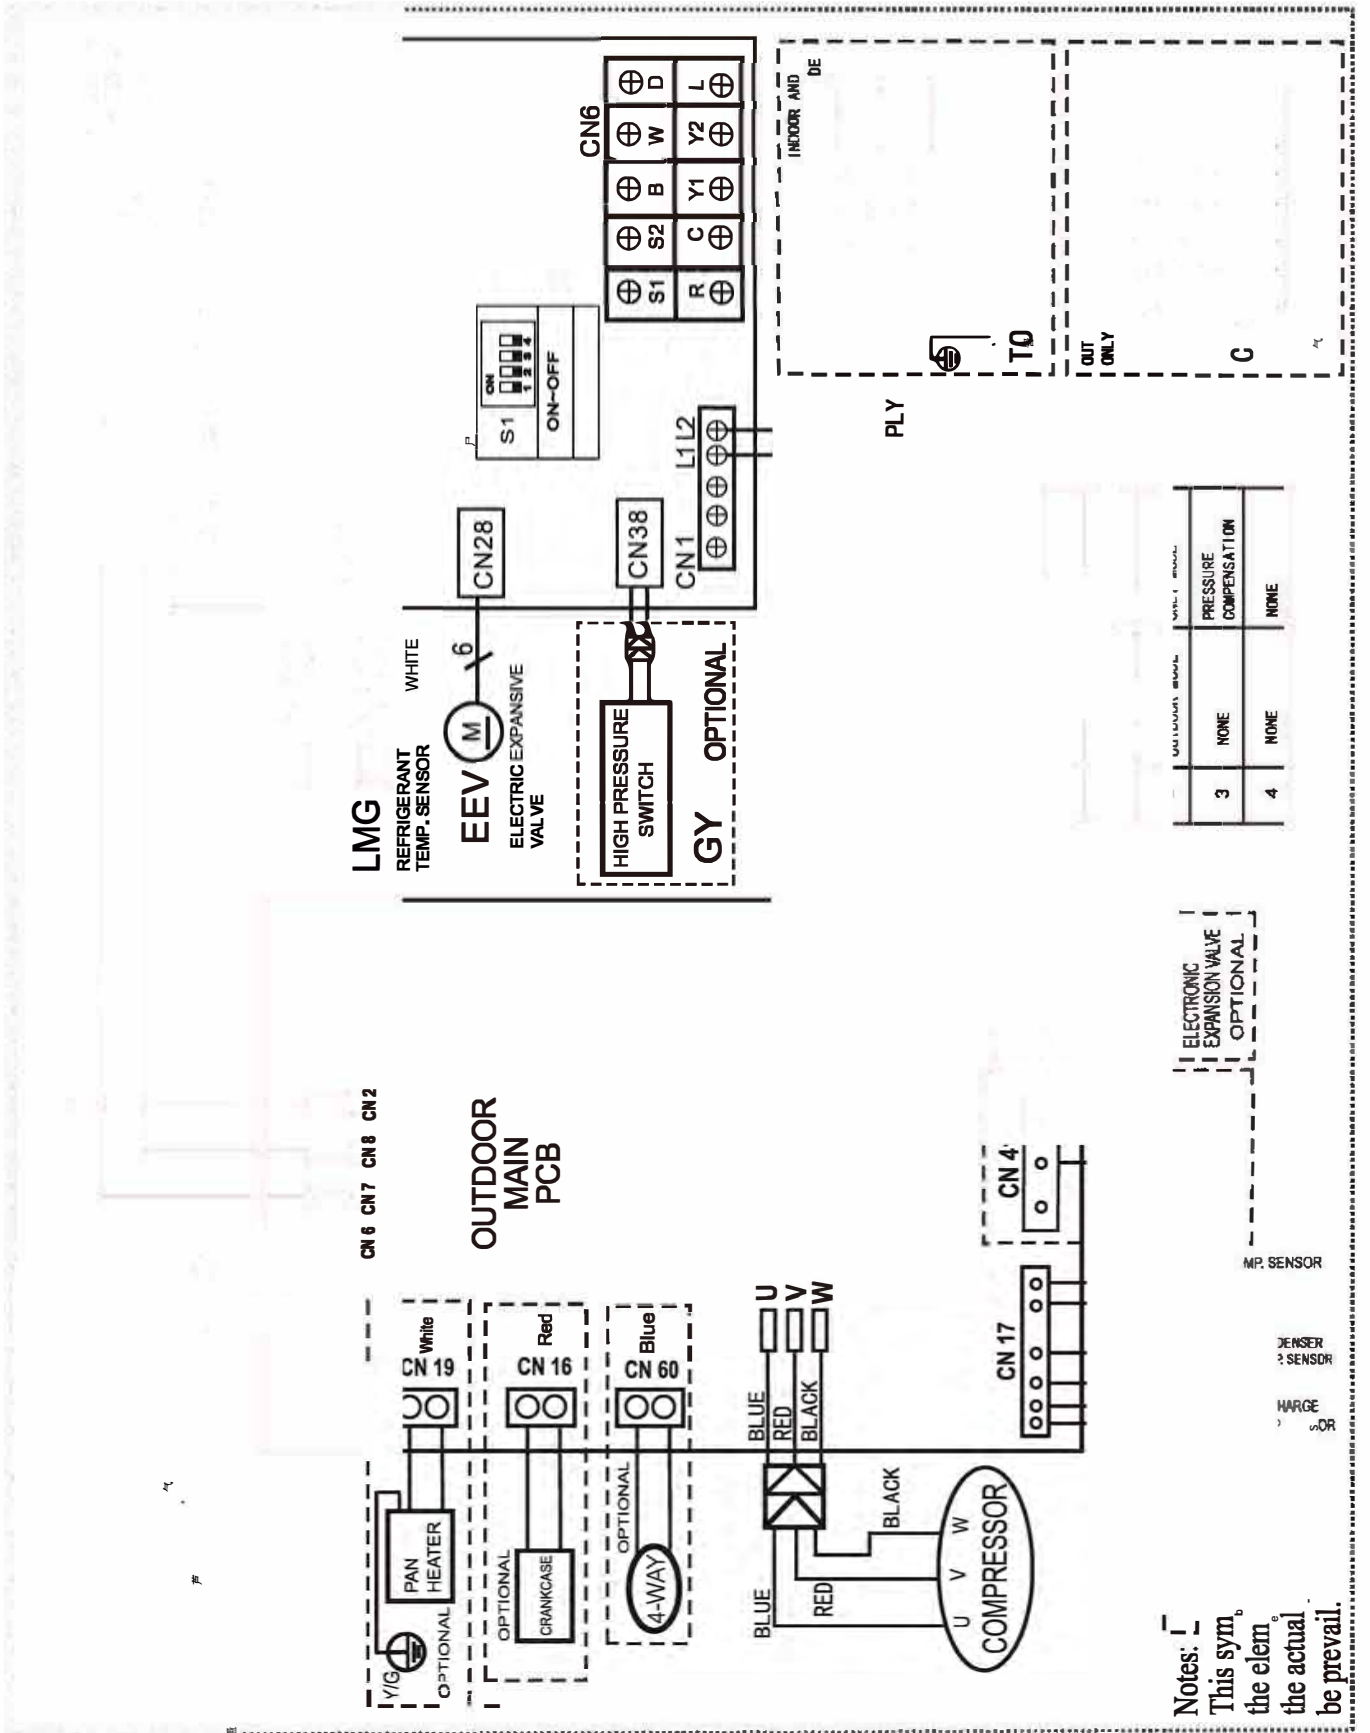 LMG
REFRIGERANT
TEMP. SENSOR
WHITE
EEV
M
6
ELECTRIC EXPANSIVE
VALVE
CN28
HIGH PRESSURE
SWITCH
GY
OPTIONAL
CN38
S1
ON
1 2 3 4
ON~OFF
CN1
L1 L2
CN6
S1 S2 B W D
R C Y1 Y2 L
INDOOR AND
DE
TO
PLY
OUT
ONLY
C
PRESSURE
COMPENSATION
3
NONE
4
NONE
NONE
CN 6 CN 7 CN 8 CN 2
OUTDOOR
MAIN
PCB
White
CN 19
PAN
HEATER
Y/G
OPTIONAL
Red
CN 16
OPTIONAL
CRANKCASE
Blue
CN 60
OPTIONAL
4-WAY
U
V
W
BLUE
RED
BLACK
BLUE
RED
BLACK
U V W
COMPRESSOR
CN 17
CN 4
ELECTRONIC
EXPANSION VALVE
OPTIONAL
MP. SENSOR
DENSER
P. SENSOR
HARGE
Notes:
This sym
the elem
the actual
be prevail.